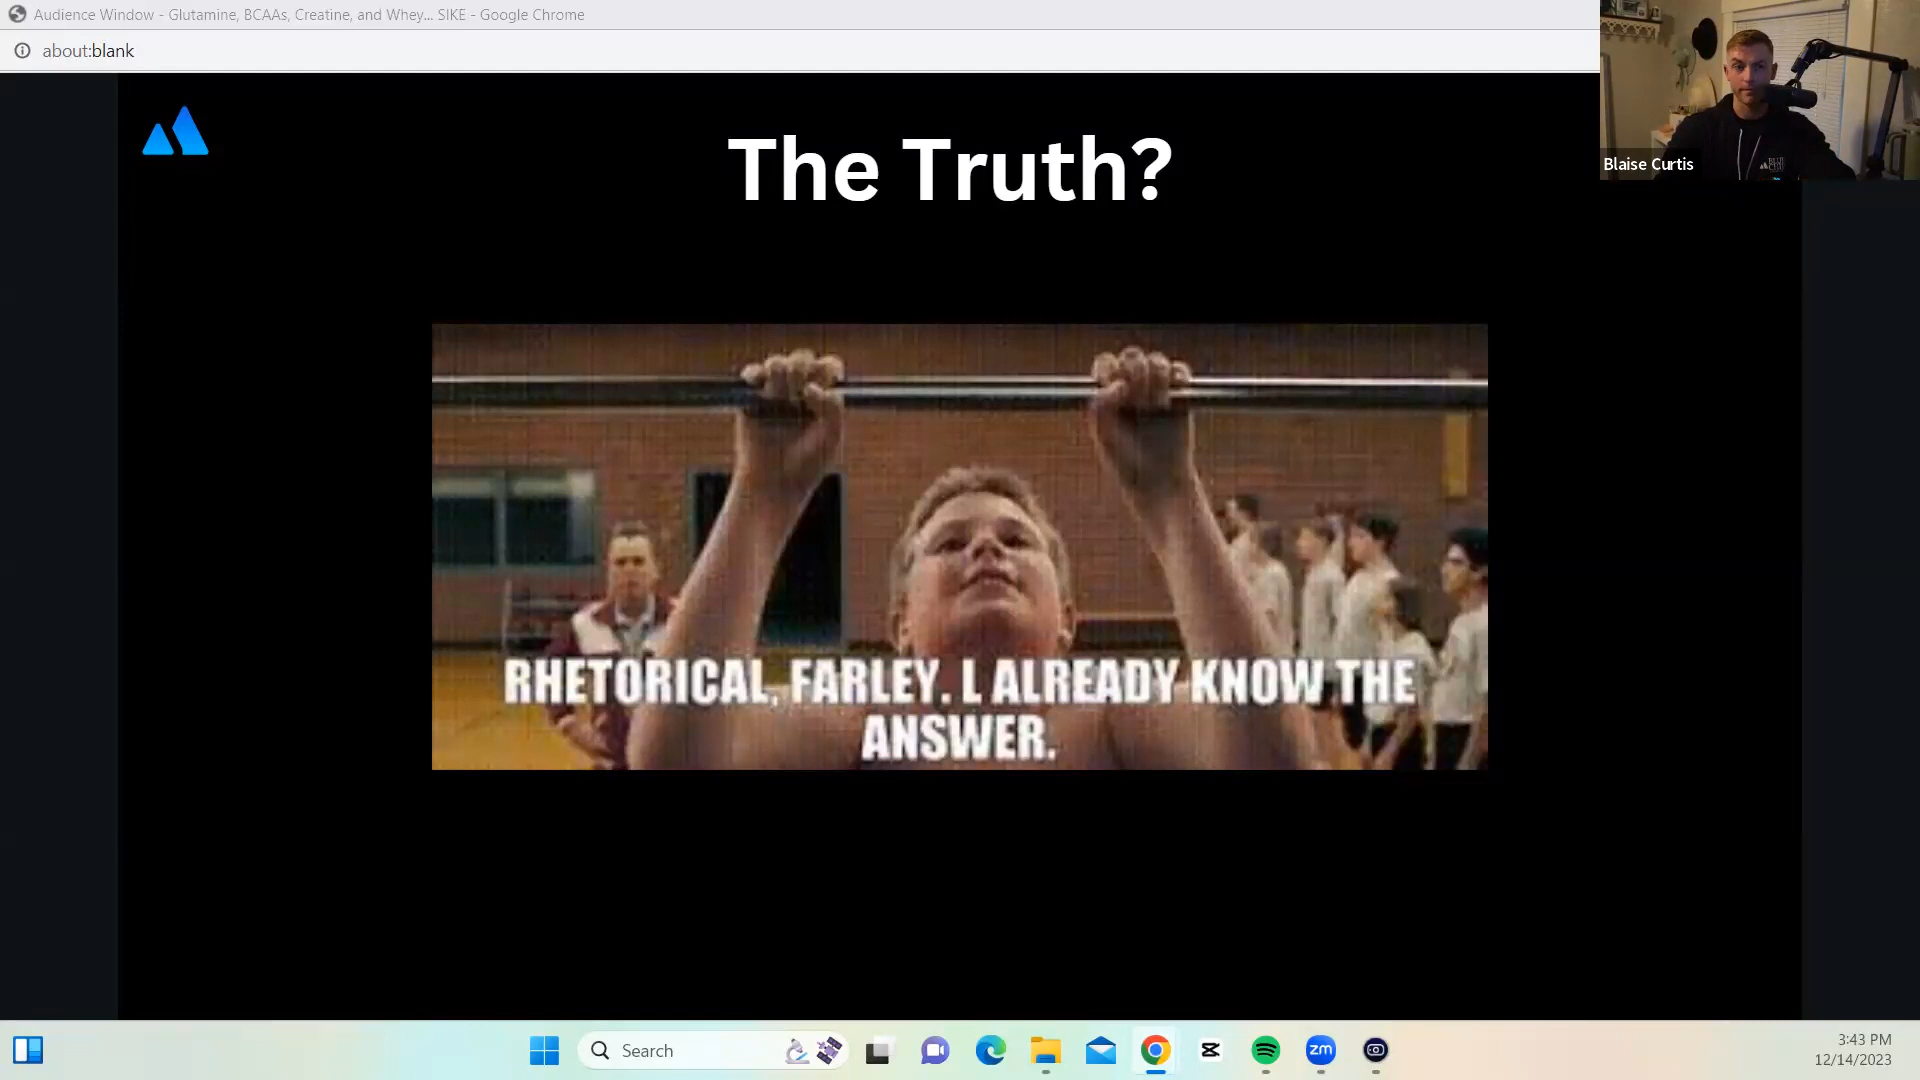 Audience Window - Glutamine, BCAAs, Creatine, and Whey... SIKE - Google Chrome
about:blank
Blaise Curtis
The Truth?
RHETORICAL, FARLEY. L ALREADY KNOW THE
ANSWER.
Search
zm
3:43 PM
12/14/2023